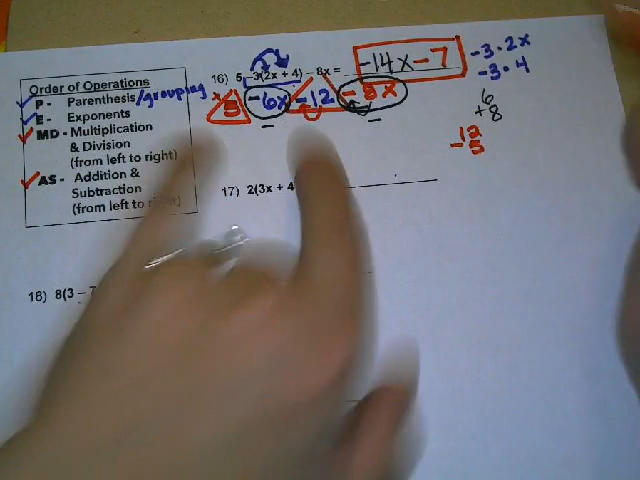 16) 5 -3(2x + 4) - 8x = -14x - 7
-3 · 2x
-3 · 4
Order of Operations
P - Parenthesis/grouping
E - Exponents
MD - Multiplication
& Division
(from left to right)
AS - Addition &
Subtraction
(from left to right)
5 -6x -12 -8x
6
+8
12
-5
17) 2(3x + 4
18) 8(3 - 7